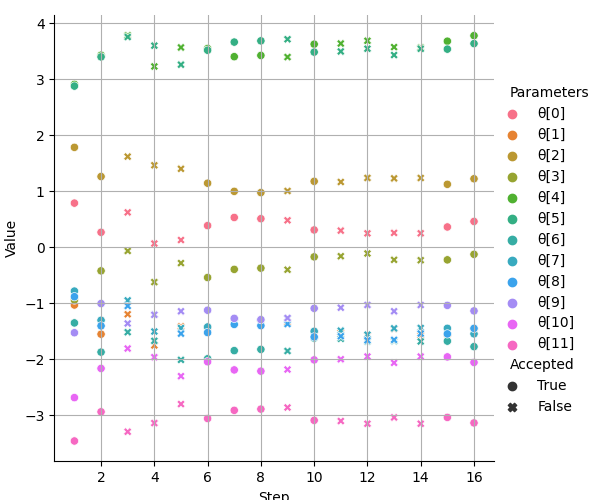 4
3
2
1
0
−1
−2
−3
Value
2
4
6
8
10
12
14
16
Step
Parameters
θ[0]
θ[1]
θ[2]
θ[3]
θ[4]
θ[5]
θ[6]
θ[7]
θ[8]
θ[9]
θ[10]
θ[11]
Accepted
True
False